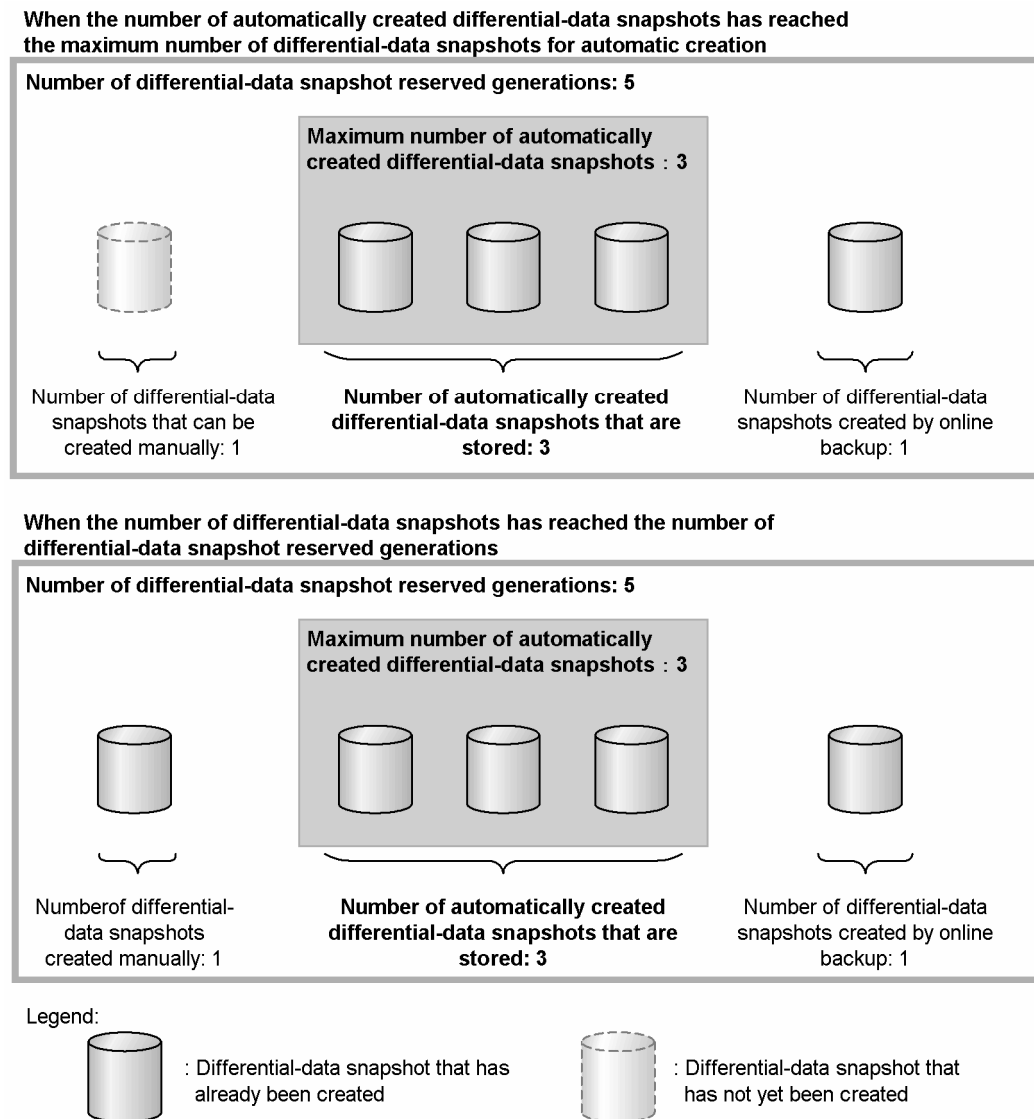 When the number of automatically created differential-data snapshots has reached
the maximum number of differential-data snapshots for automatic creation
Number of differential-data snapshot reserved generations: 5
Maximum number of automatically
created differential-data snapshots : 3
Number of differential-data
snapshots that can be
created manually: 1
Number of automatically created
differential-data snapshots that are
stored: 3
Number of differential-data
snapshots created by online
backup: 1
When the number of differential-data snapshots has reached the number of
differential-data snapshot reserved generations
Number of differential-data snapshot reserved generations: 5
Maximum number of automatically
created differential-data snapshots : 3
Numberof differential-
data snapshots
created manually: 1
Number of automatically created
differential-data snapshots that are
stored: 3
Number of differential-data
snapshots created by online
backup: 1
Legend:
: Differential-data snapshot that has
already been created
: Differential-data snapshot that
has not yet been created